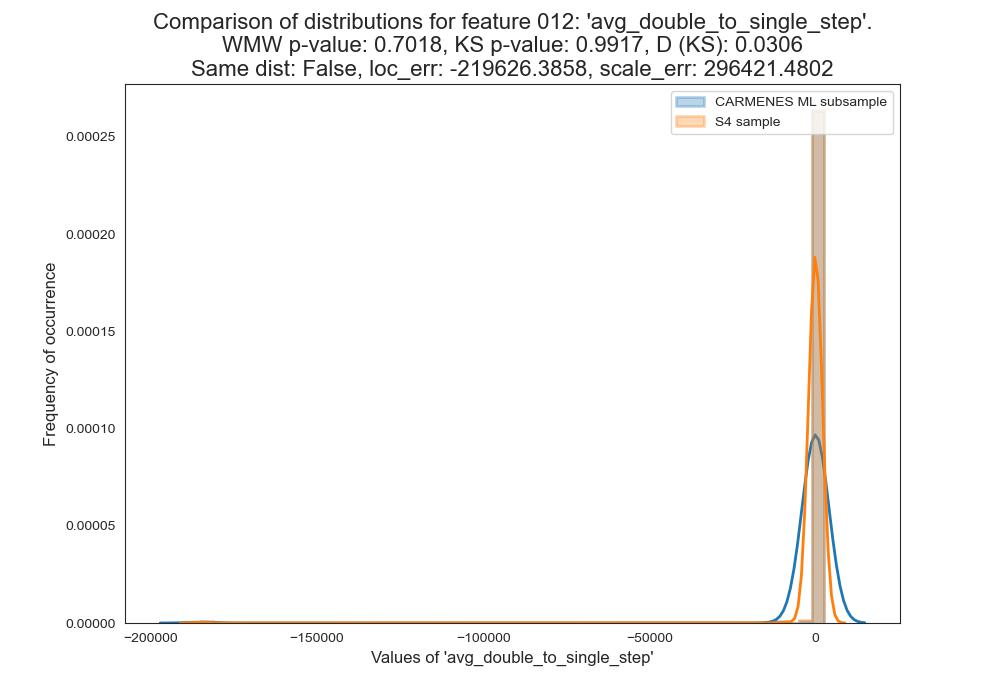 Comparison of distributions for feature 012: 'avg_double_to_single_step'.
WMW p-value: 0.7018, KS p-value: 0.9917, D (KS): 0.0306
Same dist: False, loc_err: -219626.3858, scale_err: 296421.4802
CARMENES ML subsample
S4 sample
0.00025
0.00020
0.00015
0.00010
0.00005
0.00000
Frequency of occurrence
−200000
−150000
−100000
−50000
0
Values of 'avg_double_to_single_step'